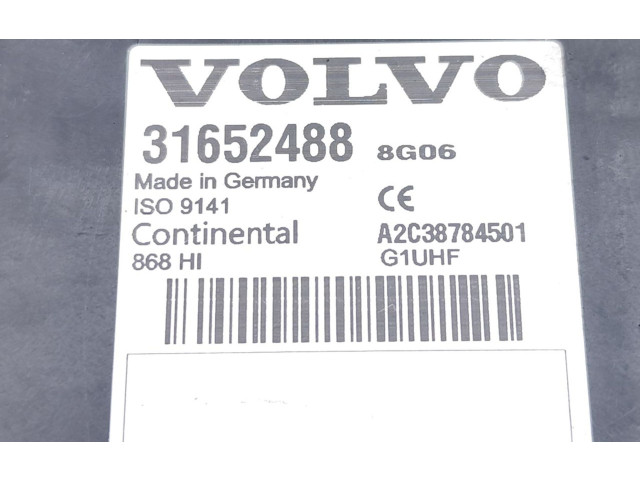 VOLVO
31652488 8G06
Made in Germany
ISO 9141 CE
Continental A2C38784501
868 HI G1UHF